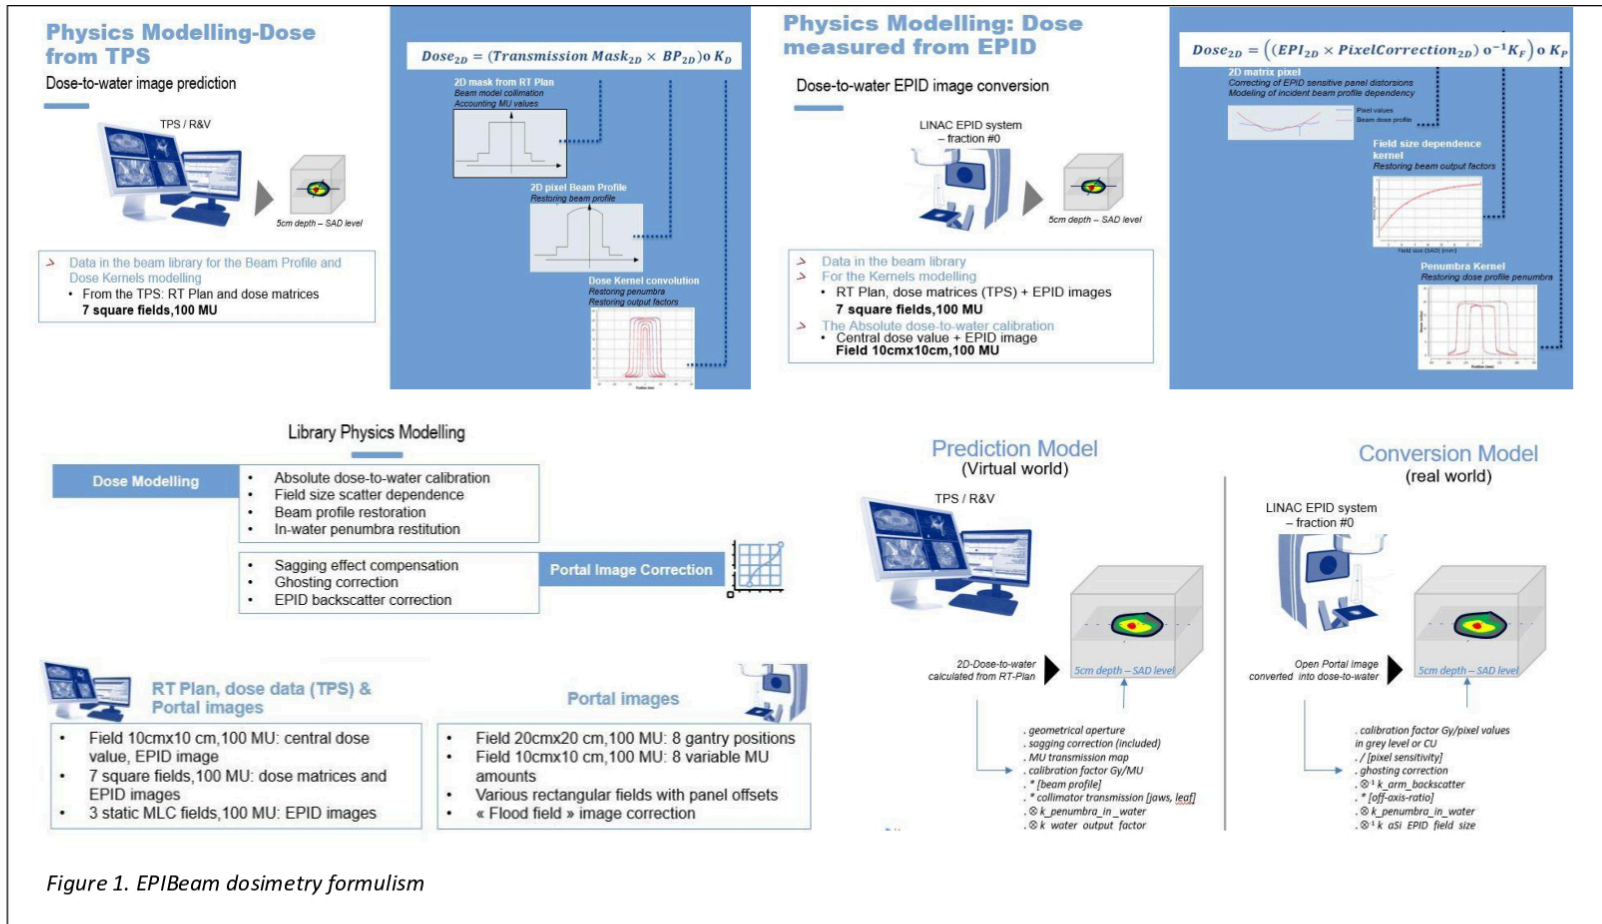 Physics Modelling-Dose
from TPS
Dose-to-water image prediction
TPS / R&V
5cm depth – SAD level
> Data in the beam library for the Beam Profile and
Dose Kernels modelling
• From the TPS: RT Plan and dose matrices
7 square fields,100 MU
Dose2D = (Transmission Mask2D × BP2D)o KD
2D mask from RT Plan
Beam model collimation
Accounting MU values
2D pixel Beam Profile
Restoring beam profile
Dose Kernel convolution
Restoring penumbra
Restoring output factors
Physics Modelling: Dose
measured from EPID
Dose-to-water EPID image conversion
LINAC EPID system
– fraction #0
5cm depth – SAD level
> Data in the beam library
> For the Kernels modelling
• RT Plan, dose matrices (TPS) + EPID images
7 square fields,100 MU
> The Absolute dose-to-water calibration
• Central dose value + EPID image
Field 10cmx10cm,100 MU
Dose2D = ((EPI2D × PixelCorrection2D) o⁻¹KF) o KP
2D matrix pixel
Correcting of EPID sensitive panel distorsions
Modeling of incident beam profile dependency
Pixel values
Beam dose profile
Field size dependence
kernel
Restoring beam output factors
Field size (SAD) [mm]
Penumbra Kernel
Restoring dose profile penumbra
Position (mm)
Library Physics Modelling
Dose Modelling
• Absolute dose-to-water calibration
• Field size scatter dependence
• Beam profile restoration
• In-water penumbra restitution
• Sagging effect compensation
• Ghosting correction
• EPID backscatter correction
Portal Image Correction
RT Plan, dose data (TPS) &
Portal images
• Field 10cmx10 cm,100 MU: central dose
value, EPID image
• 7 square fields,100 MU: dose matrices and
EPID images
• 3 static MLC fields,100 MU: EPID images
Portal images
• Field 20cmx20 cm,100 MU: 8 gantry positions
• Field 10cmx10 cm,100 MU: 8 variable MU
amounts
• Various rectangular fields with panel offsets
• « Flood field » image correction
Prediction Model
(Virtual world)
TPS / R&V
2D-Dose-to-water
calculated from RT-Plan
5cm depth – SAD level
. geometrical aperture
. sagging correction (included)
. MU transmission map
. calibration factor Gy/MU
. * [beam profile]
. * collimator transmission [jaws, leaf]
. ⊗ k_penumbra_in_water
. ⊗ k_water_output_factor
Conversion Model
(real world)
LINAC EPID system
– fraction #0
Open Portal Image
converted into dose-to-water
5cm depth – SAD level
. calibration factor Gy/pixel values
in grey level or CU
. / [pixel sensitivity]
. ghosting correction
. ⊗⁻¹ k_arm_backscatter
. * [off-axis-ratio]
. ⊗ k_penumbra_in_water
. ⊗⁻¹ k_aSi_EPID_field_size
Figure 1. EPIBeam dosimetry formulism